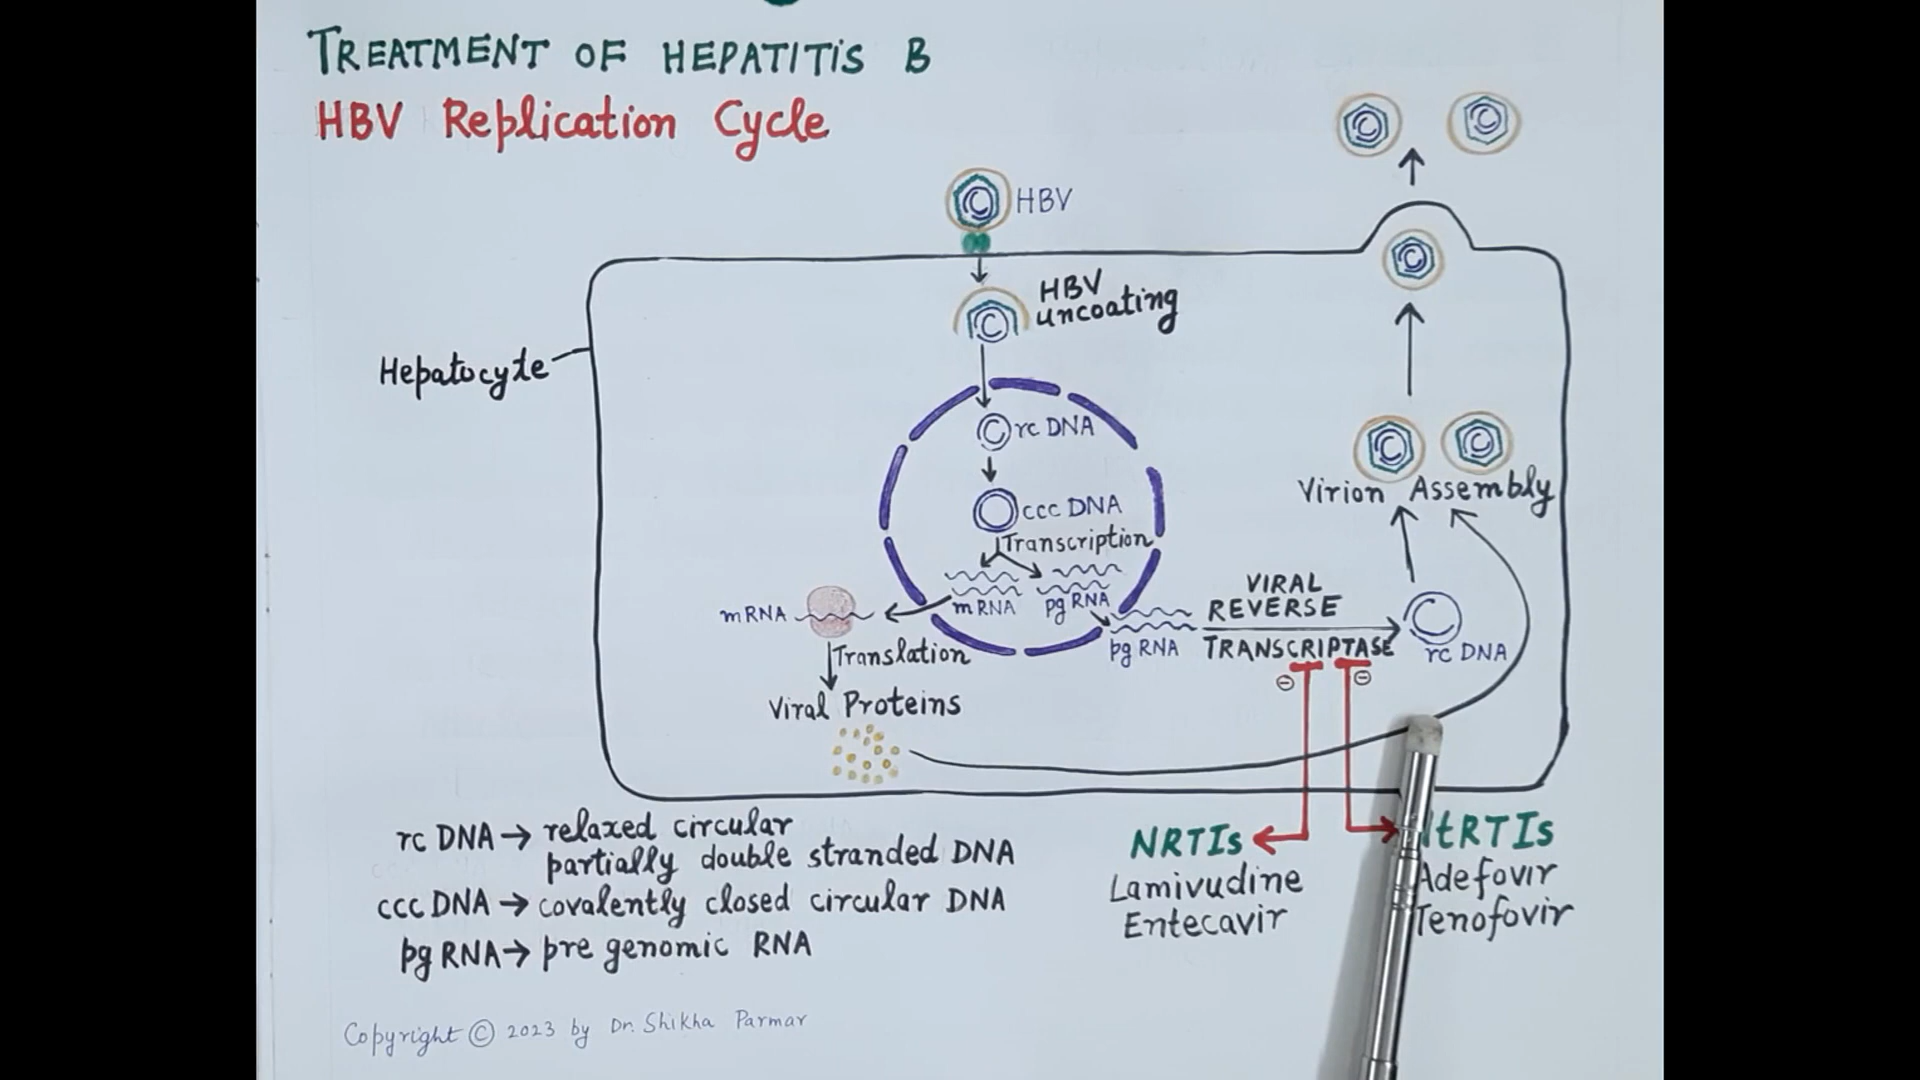 TREATMENT OF HEPATITIS B
HBV Replication Cycle
HBV
HBV
uncoating
Hepatocyte
rc DNA
ccc DNA
Transcription
mRNA
pg RNA
mRNA
Translation
Viral Proteins
pg RNA
VIRAL
REVERSE
TRANSCRIPTASE
rc DNA
Virion Assembly
rc DNA → relaxed circular
partially double stranded DNA
ccc DNA → covalently closed circular DNA
pg RNA → pre genomic RNA
NRTIs
Lamivudine
Entecavir
tRTIs
Adefovir
Tenofovir
Copyright © 2023 by Dr. Shikha Parmar